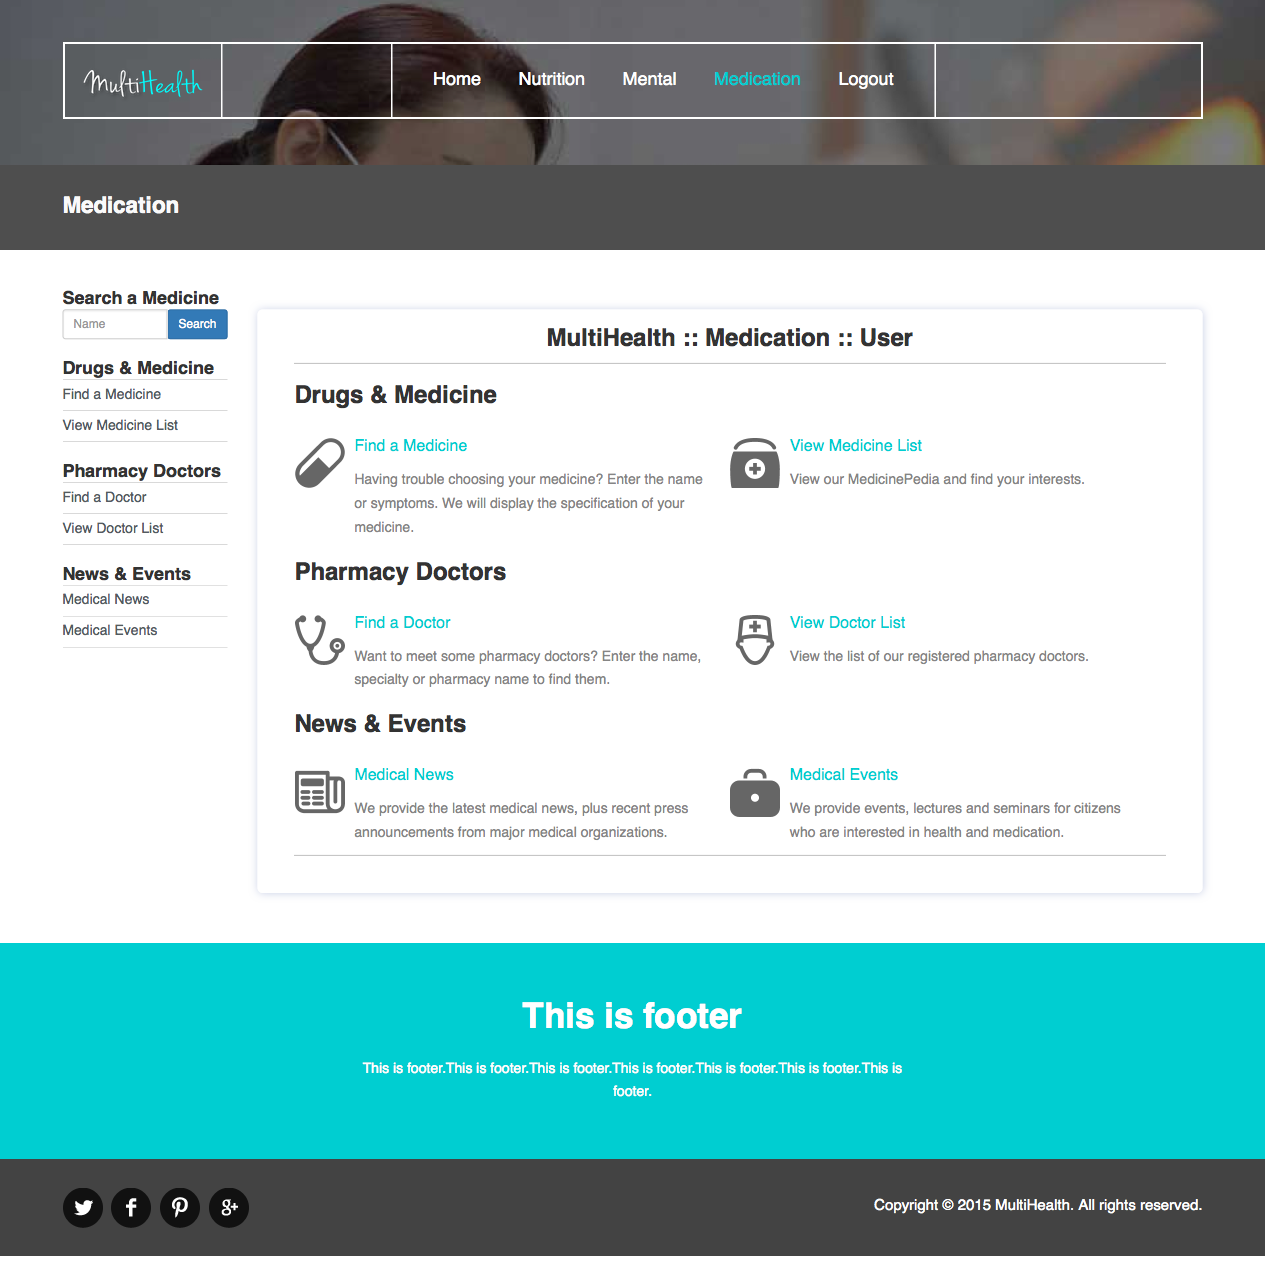 MultiHealth
Home Nutrition Mental Medication Logout
Medication
Search a Medicine
Name Search
Drugs & Medicine
Find a Medicine
View Medicine List
Pharmacy Doctors
Find a Doctor
View Doctor List
News & Events
Medical News
Medical Events
MultiHealth :: Medication :: User
Drugs & Medicine
Find a Medicine
Having trouble choosing your medicine? Enter the name
or symptoms. We will display the specification of your
medicine.
View Medicine List
View our MedicinePedia and find your interests.
Pharmacy Doctors
Find a Doctor
Want to meet some pharmacy doctors? Enter the name,
specialty or pharmacy name to find them.
View Doctor List
View the list of our registered pharmacy doctors.
News & Events
Medical News
We provide the latest medical news, plus recent press
announcements from major medical organizations.
Medical Events
We provide events, lectures and seminars for citizens
who are interested in health and medication.
This is footer
This is footer.This is footer.This is footer.This is footer.This is footer.This is footer.This is
footer.
Copyright © 2015 MultiHealth. All rights reserved.